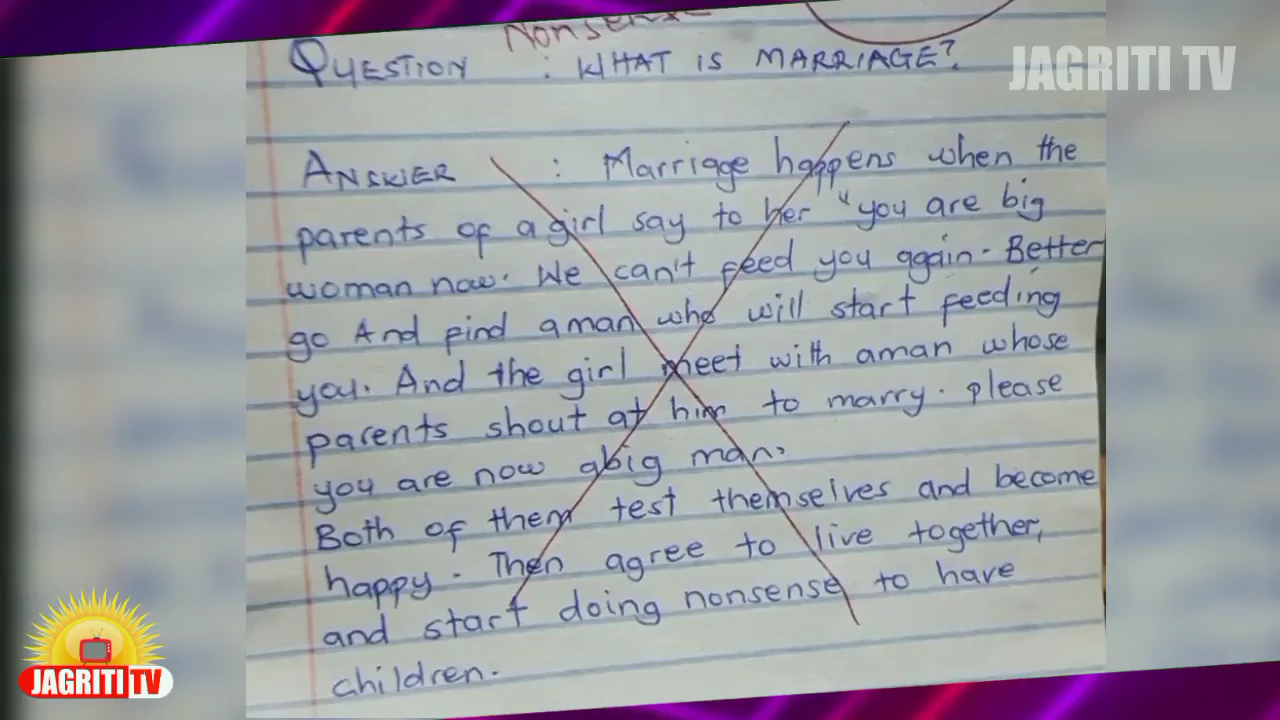 Nonsense
QUESTION : WHAT IS MARRIAGE?
JAGRITI TV
ANSWER : Marriage happens when the
parents of a girl say to her "you are big
woman now. We can't feed you again. Better
go And find a man who will start feeding
you. And the girl meet with a man whose
parents shout at him to marry. please
you are now a big man.
Both of them test themselves and become
happy. Then agree to live together,
and start doing nonsense to have
children.
JAGRITI TV